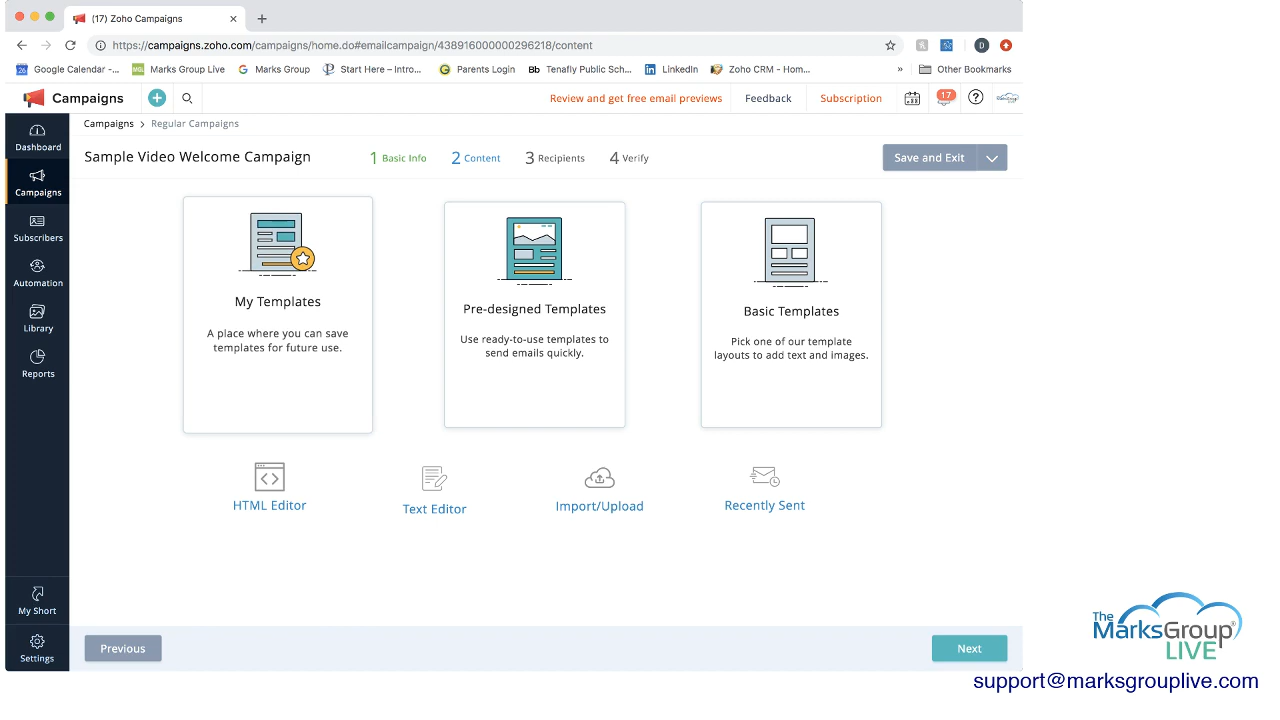 (17) Zoho Campaigns
https://campaigns.zoho.com/campaigns/home.do#emailcampaign/438916000000296218/content
D
26 Google Calendar -... MGL Marks Group Live G Marks Group Start Here – Intro... Parents Login Bb Tenafly Public Sch... in LinkedIn Zoho CRM - Hom... » Other Bookmarks
Campaigns
Review and get free email previews Feedback Subscription 17
Dashboard
Campaigns
Subscribers
Automation
Library
Reports
My Short
Settings
Campaigns > Regular Campaigns
Sample Video Welcome Campaign 1 Basic Info 2 Content 3 Recipients 4 Verify Save and Exit
My Templates
A place where you can save
templates for future use.
Pre-designed Templates
Use ready-to-use templates to
send emails quickly.
Basic Templates
Pick one of our template
layouts to add text and images.
HTML Editor Text Editor Import/Upload Recently Sent
Previous Next
The
MarksGroup®
LIVE
support@marksgrouplive.com